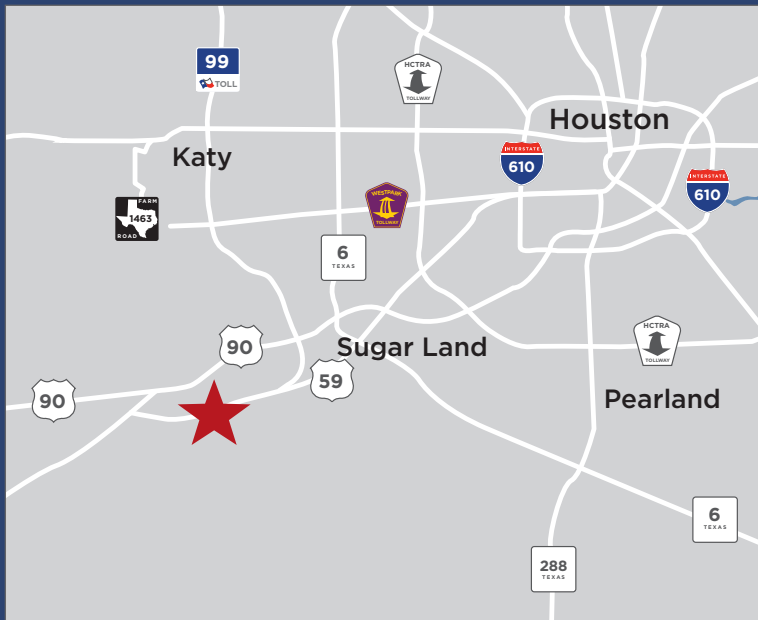 99
TOLL
HCTRA
TOLLWAY
Houston
INTERSTATE
610
Katy
INTERSTATE
610
WESTPARK
TOLLWAY
FARM
1463
ROAD
6
TEXAS
HCTRA
TOLLWAY
90
Sugar Land
59
90
Pearland
6
TEXAS
288
TEXAS